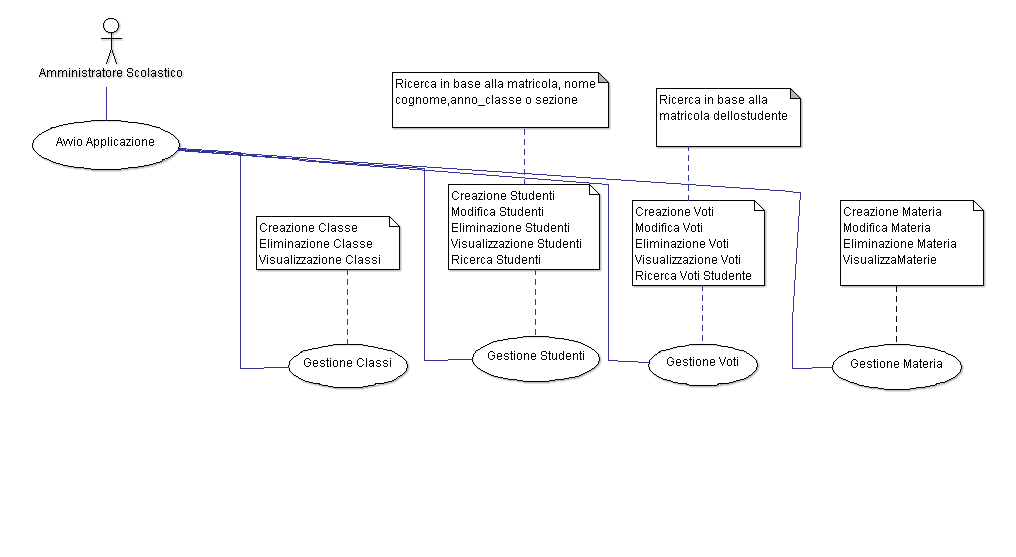 Amministratore Scolastico
Avvio Applicazione
Ricerca in base alla matricola, nome
cognome,anno_classe o sezione
Ricerca in base alla
matricola dellostudente
Creazione Classe
Eliminazione Classe
Visualizzazione Classi
Creazione Studenti
Modifica Studenti
Eliminazione Studenti
Visualizzazione Studenti
Ricerca Studenti
Creazione Voti
Modifica Voti
Eliminazione Voti
Visualizzazione Voti
Ricerca Voti Studente
Creazione Materia
Modifica Materia
Eliminazione Materia
VisualizzaMaterie
Gestione Classi
Gestione Studenti
Gestione Voti
Gestione Materia